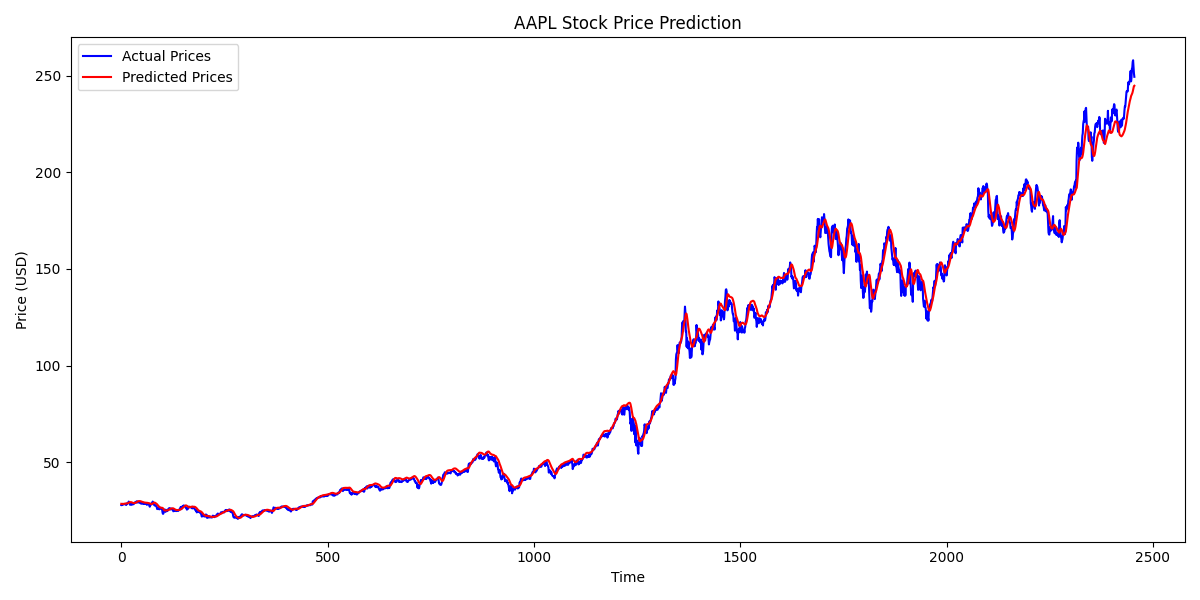 AAPL Stock Price Prediction
Actual Prices
Predicted Prices
Price (USD)
250
200
150
100
50
0 500 1000 1500 2000 2500
Time